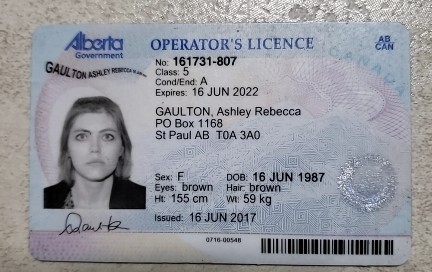 Alberta
Government
OPERATOR'S LICENCE
AB
CAN
No: 161731-807
Class: 5
Cond/End: A
Expires: 16 JUN 2022
GAULTON ASHLEY REBECCA
GAULTON, Ashley Rebecca
PO Box 1168
St Paul AB T0A 3A0
Sex: F DOB: 16 JUN 1987
Eyes: brown Hair: brown
Ht: 155 cm Wt: 59 kg
Issued: 16 JUN 2017
0716-00548
CANADA